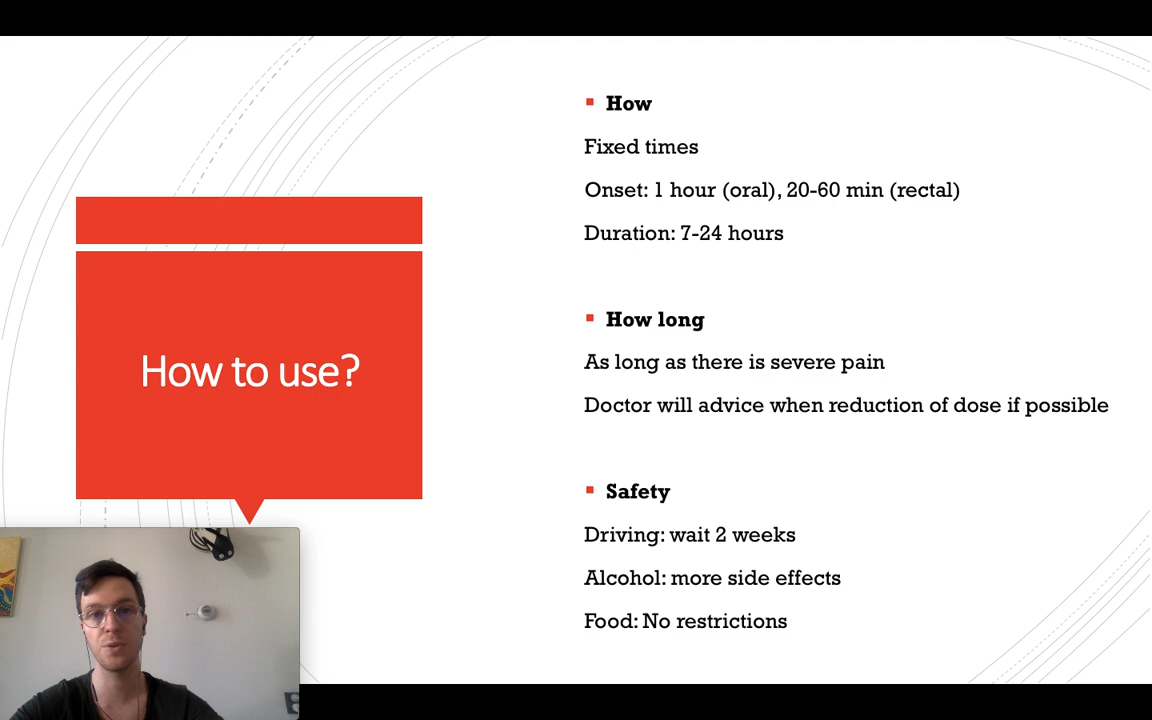 How to use?
How
Fixed times
Onset: 1 hour (oral), 20-60 min (rectal)
Duration: 7-24 hours
How long
As long as there is severe pain
Doctor will advice when reduction of dose if possible
Safety
Driving: wait 2 weeks
Alcohol: more side effects
Food: No restrictions